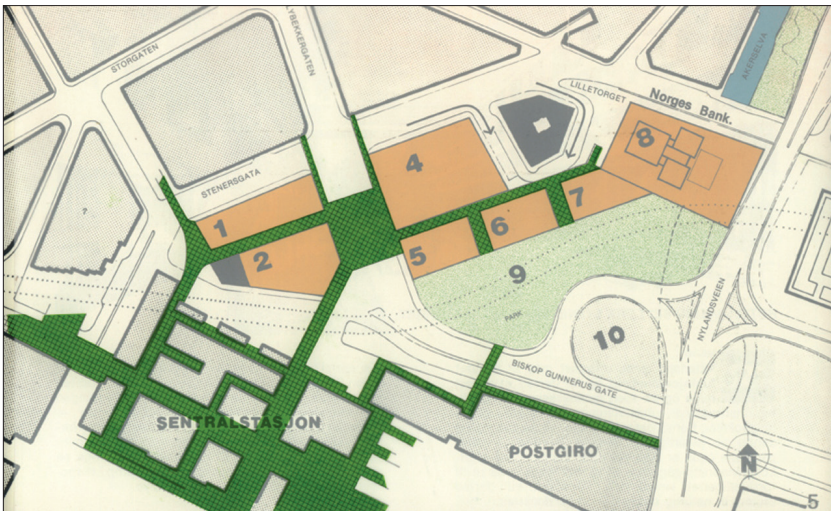 STORGATEN
LYBEKKERGATEN
AKERSELVA
LILLETORGET
Norges Bank.
8
4
STENERSGATA
?
1
7
6
5
2
9
PARK
10
NYLANDSVEIEN
BISKOP GUNNERUS GATE
SENTRALSTASJON
POSTGIRO
N
5